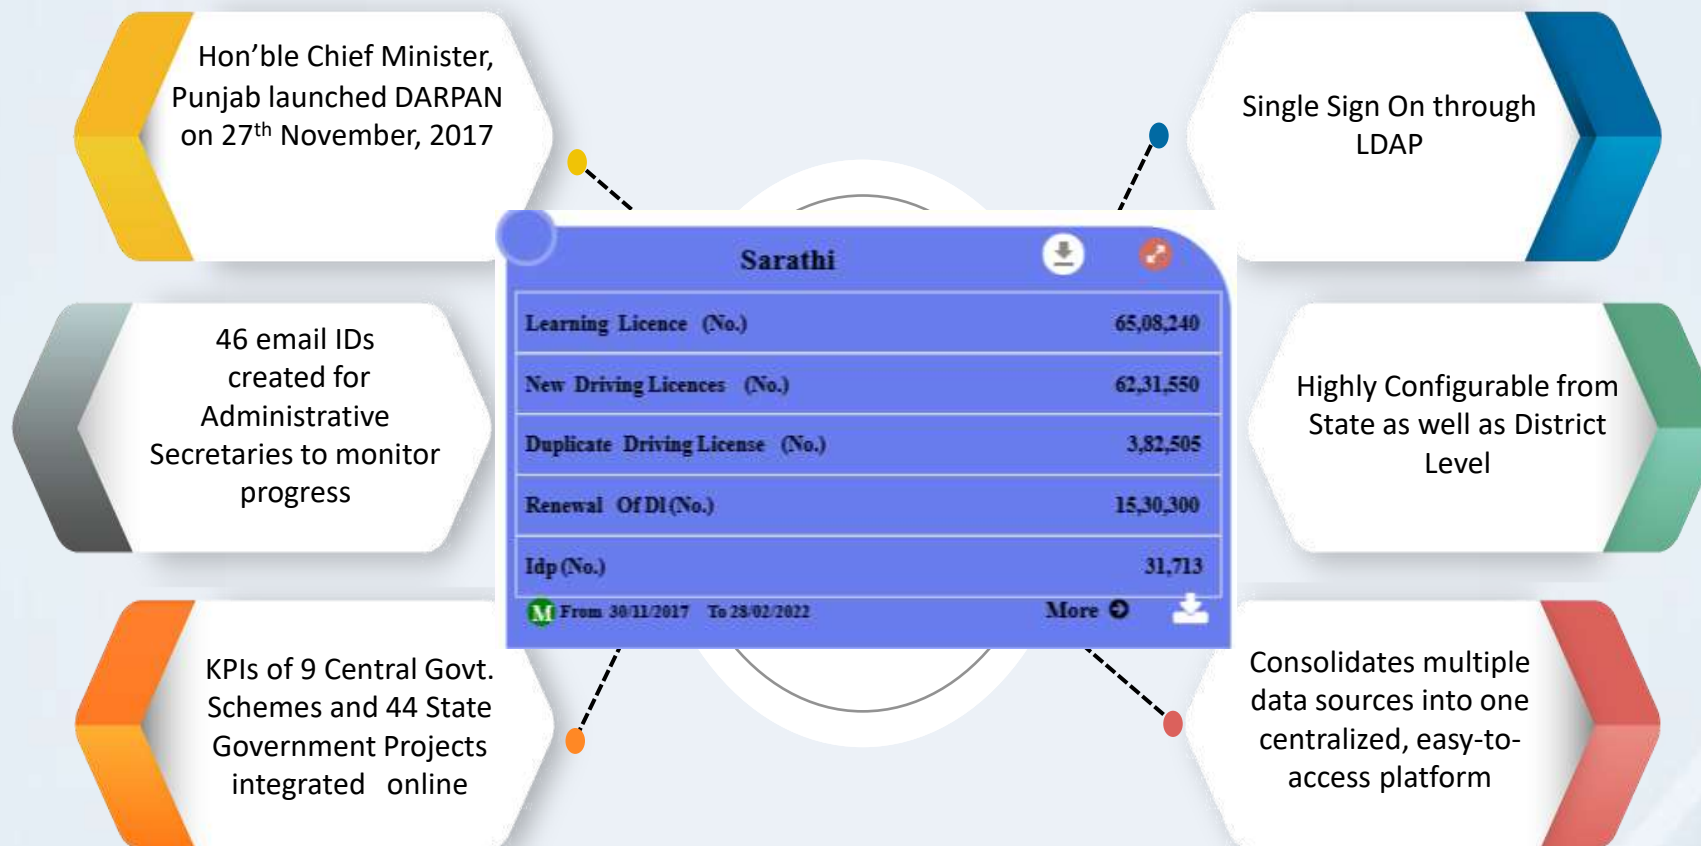 Hon’ble Chief Minister,
Punjab launched DARPAN
on 27th November, 2017
Single Sign On through
LDAP
46 email IDs
created for
Administrative
Secretaries to monitor
progress
Sarathi
Learning Licence (No.) 65,08,240
New Driving Licences (No.) 62,31,550
Duplicate Driving License (No.) 3,82,505
Renewal Of Dl (No.) 15,30,300
Idp (No.) 31,713
M From 30/11/2017 To 28/02/2022 More
Highly Configurable from
State as well as District
Level
KPIs of 9 Central Govt.
Schemes and 44 State
Government Projects
integrated online
Consolidates multiple
data sources into one
centralized, easy-to-
access platform